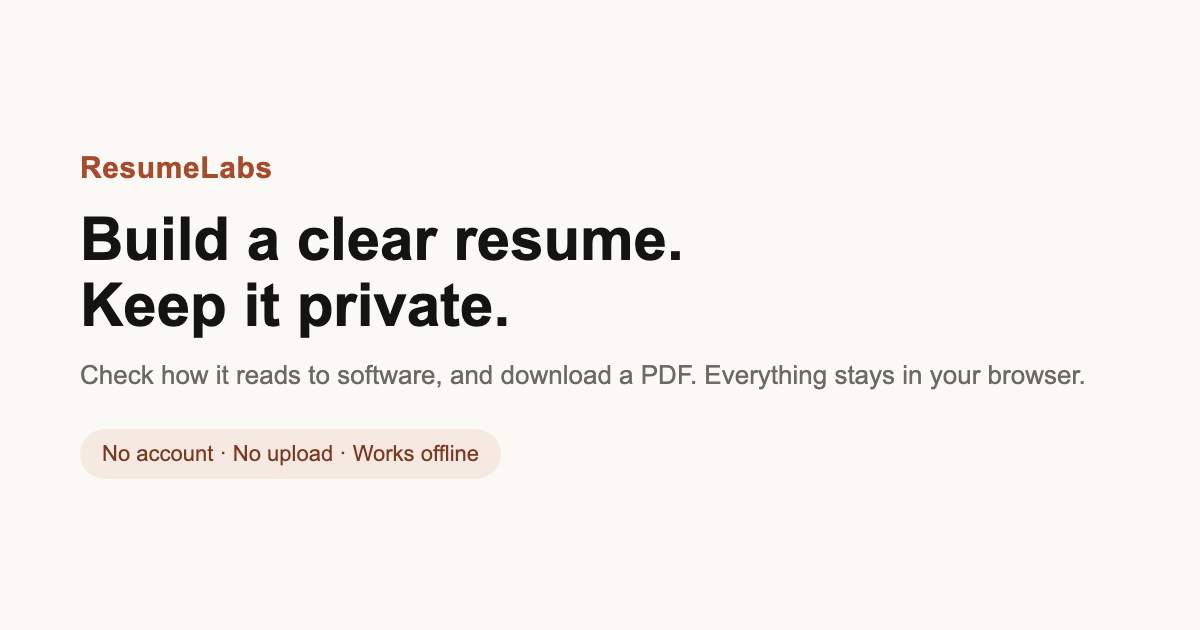 ResumeLabs
Build a clear resume.
Keep it private.
Check how it reads to software, and download a PDF. Everything stays in your browser.
No account · No upload · Works offline